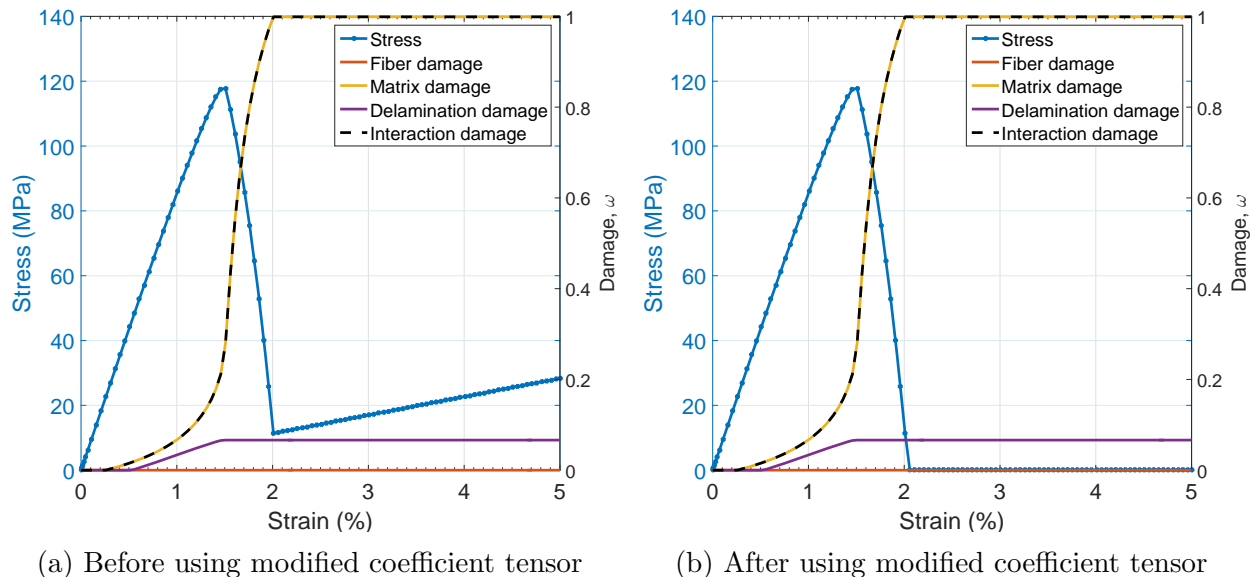 140
120
100
80
60
40
20
0
Stress (MPa)
1
0.8
0.6
0.4
0.2
0
Damage, ω
Stress
Fiber damage
Matrix damage
Delamination damage
Interaction damage
0 1 2 3 4 5
Strain (%)
(a) Before using modified coefficient tensor
140
120
100
80
60
40
20
0
Stress (MPa)
1
0.8
0.6
0.4
0.2
0
Damage, ω
Stress
Fiber damage
Matrix damage
Delamination damage
Interaction damage
0 1 2 3 4 5
Strain (%)
(b) After using modified coefficient tensor